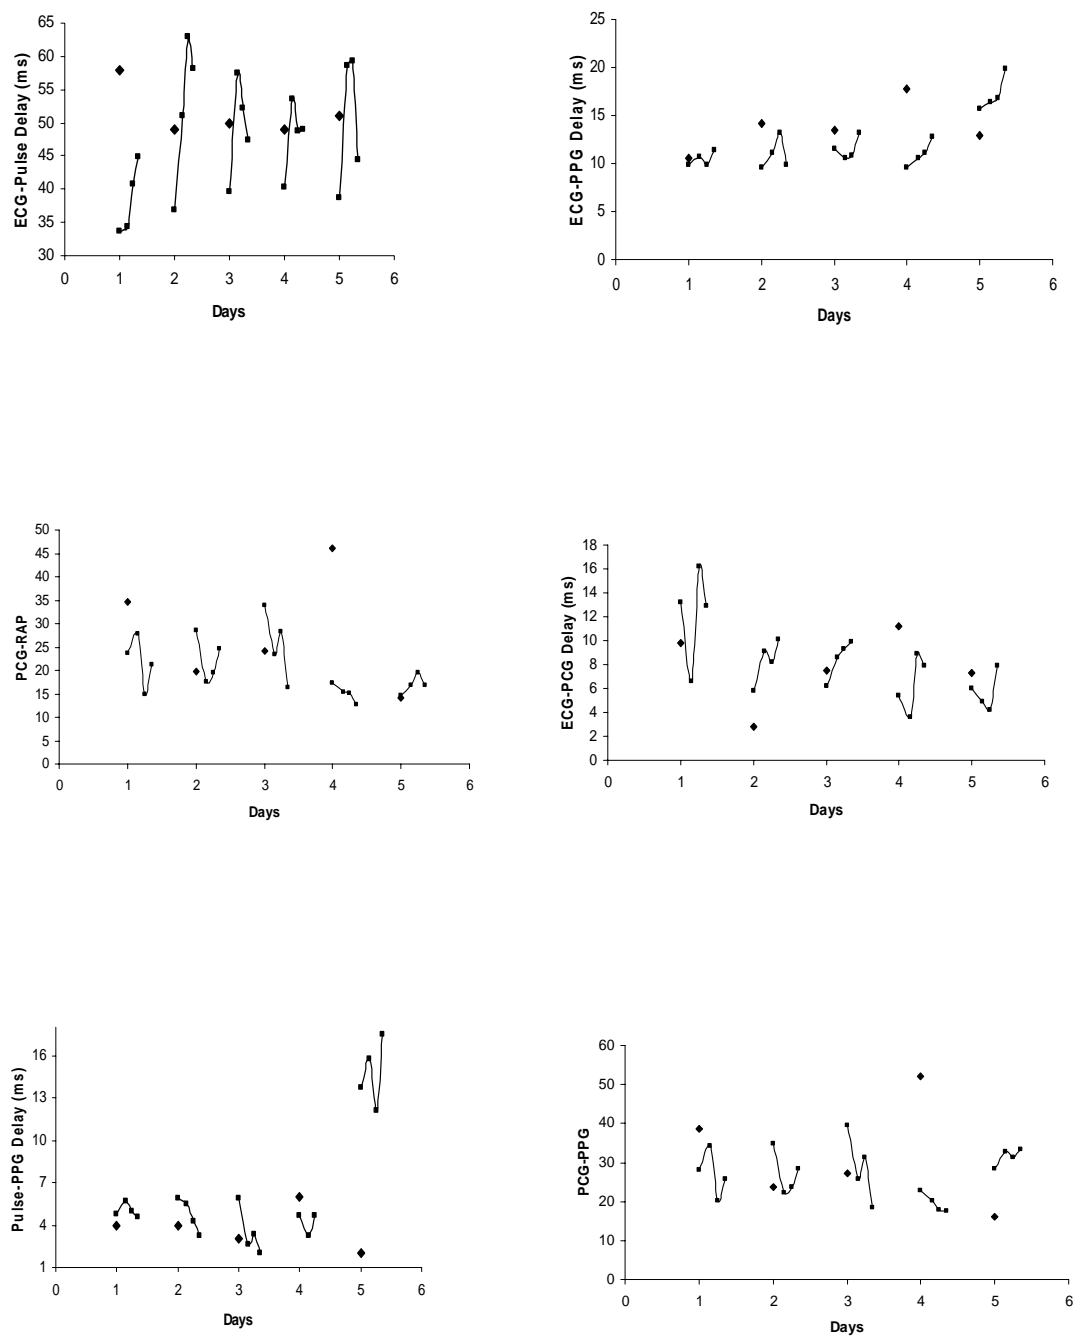 ECG-Pulse Delay (ms)
65
60
55
50
45
40
35
30
0 1 2 3 4 5 6
Days
ECG-PPG Delay (ms)
25
20
15
10
5
0
0 1 2 3 4 5 6
Days
PCG-RAP
50
45
40
35
30
25
20
15
10
5
0
0 1 2 3 4 5 6
Days
ECG-PCG Delay (ms)
18
16
14
12
10
8
6
4
2
0
0 1 2 3 4 5 6
Days
Pulse-PPG Delay (ms)
16
13
10
7
4
1
0 1 2 3 4 5 6
Days
PCG-PPG
60
50
40
30
20
10
0
0 1 2 3 4 5 6
Days